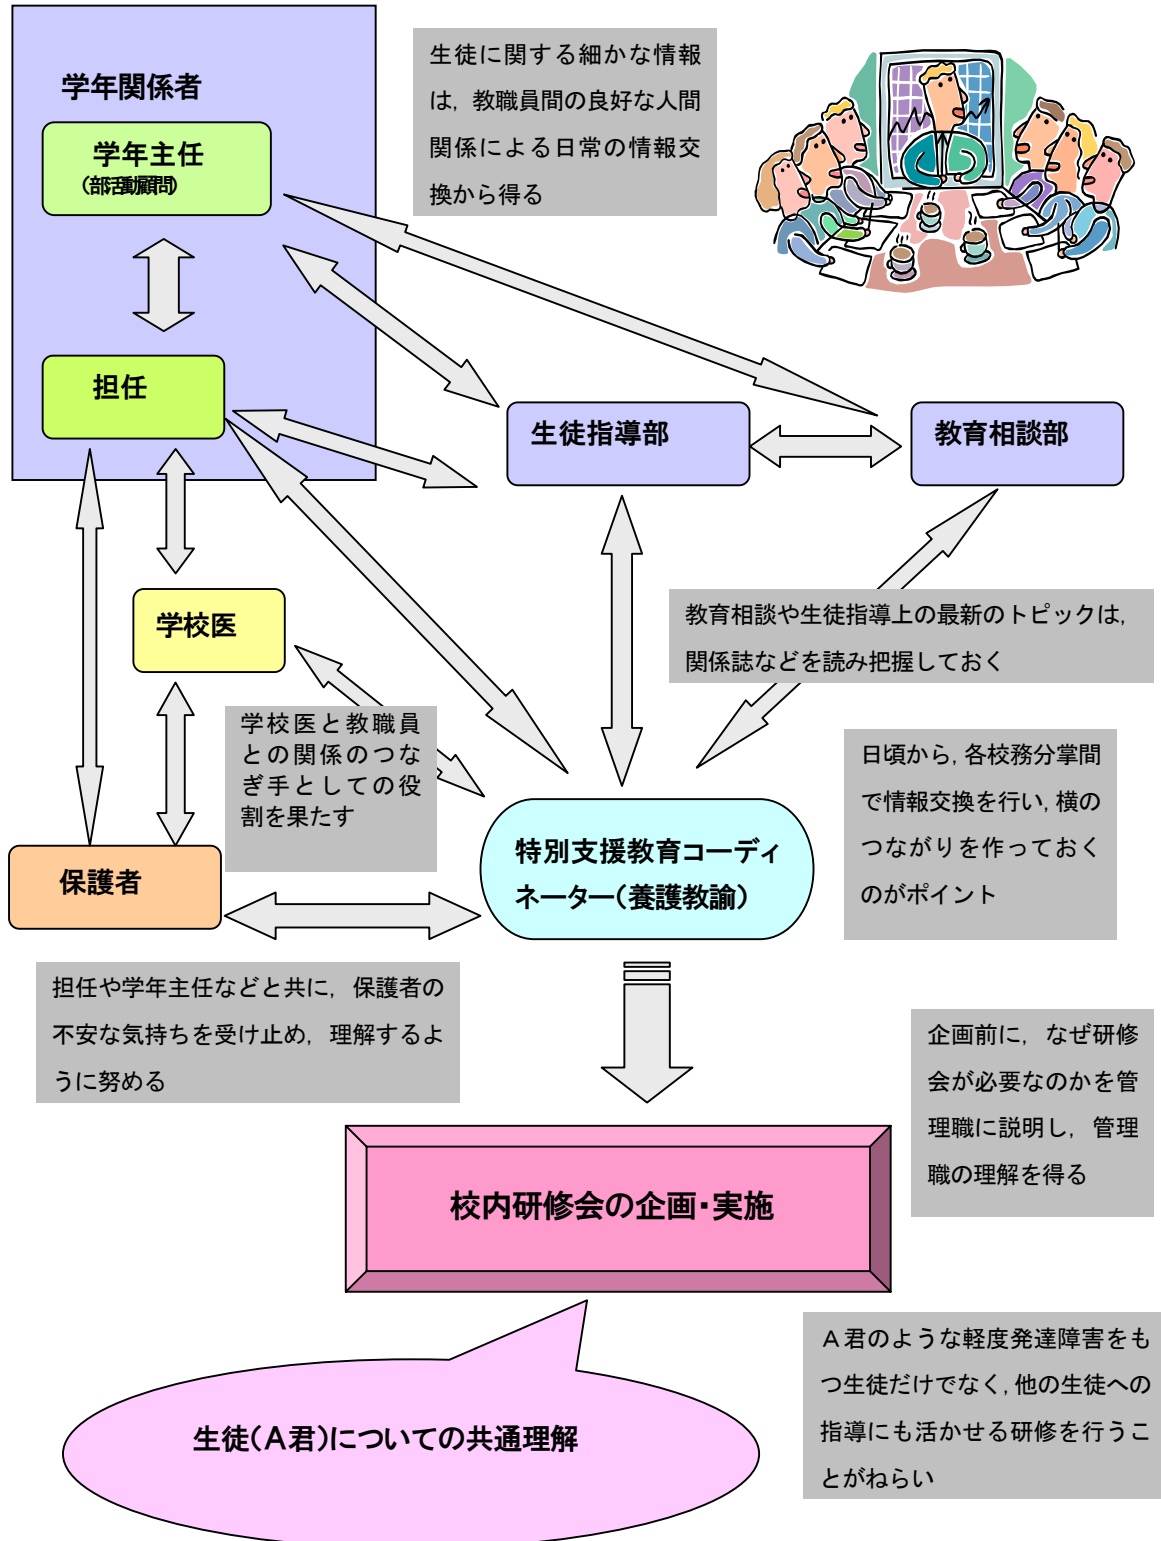 生徒に関する細かな情報
は，教職員間の良好な人間
関係による日常の情報交
換から得る
学年関係者
学年主任
（部活動顧問）
担任
生徒指導部
教育相談部
学校医
教育相談や生徒指導上の最新のトピックは，
関係誌などを読み把握しておく
学校医と教職員
との関係のつな
ぎ手としての役
割を果たす
日頃から，各校務分掌間
で情報交換を行い，横の
つながりを作っておく
のがポイント
保護者
特別支援教育コーディ
ネーター（養護教諭）
担任や学年主任などと共に，保護者の
不安な気持ちを受け止め，理解するよ
うに努める
企画前に，なぜ研修
会が必要なのかを管
理職に説明し，管理
職の理解を得る
校内研修会の企画・実施
Ａ君のような軽度発達障害をも
つ生徒だけでなく，他の生徒への
指導にも活かせる研修を行うこ
とがねらい
生徒（Ａ君）についての共通理解